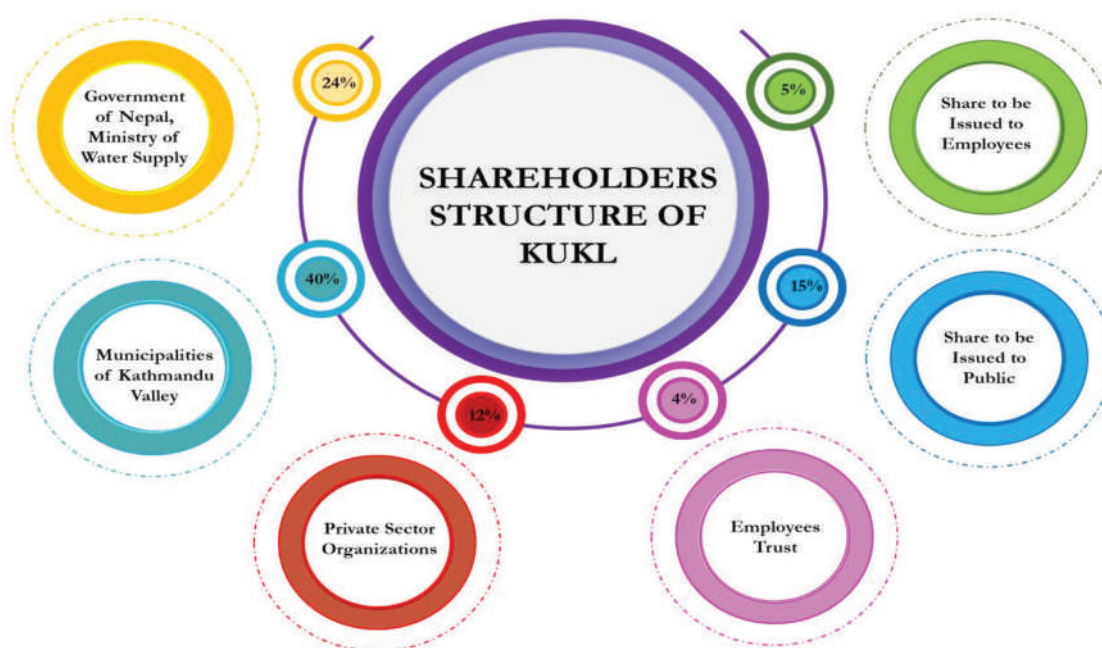 SHAREHOLDERS
STRUCTURE OF
KUKL
24%
Government
of Nepal,
Ministry of
Water Supply
40%
Municipalities
of Kathmandu
Valley
12%
Private Sector
Organizations
4%
Employees
Trust
15%
Share to be
Issued to
Public
5%
Share to be
Issued to
Employees